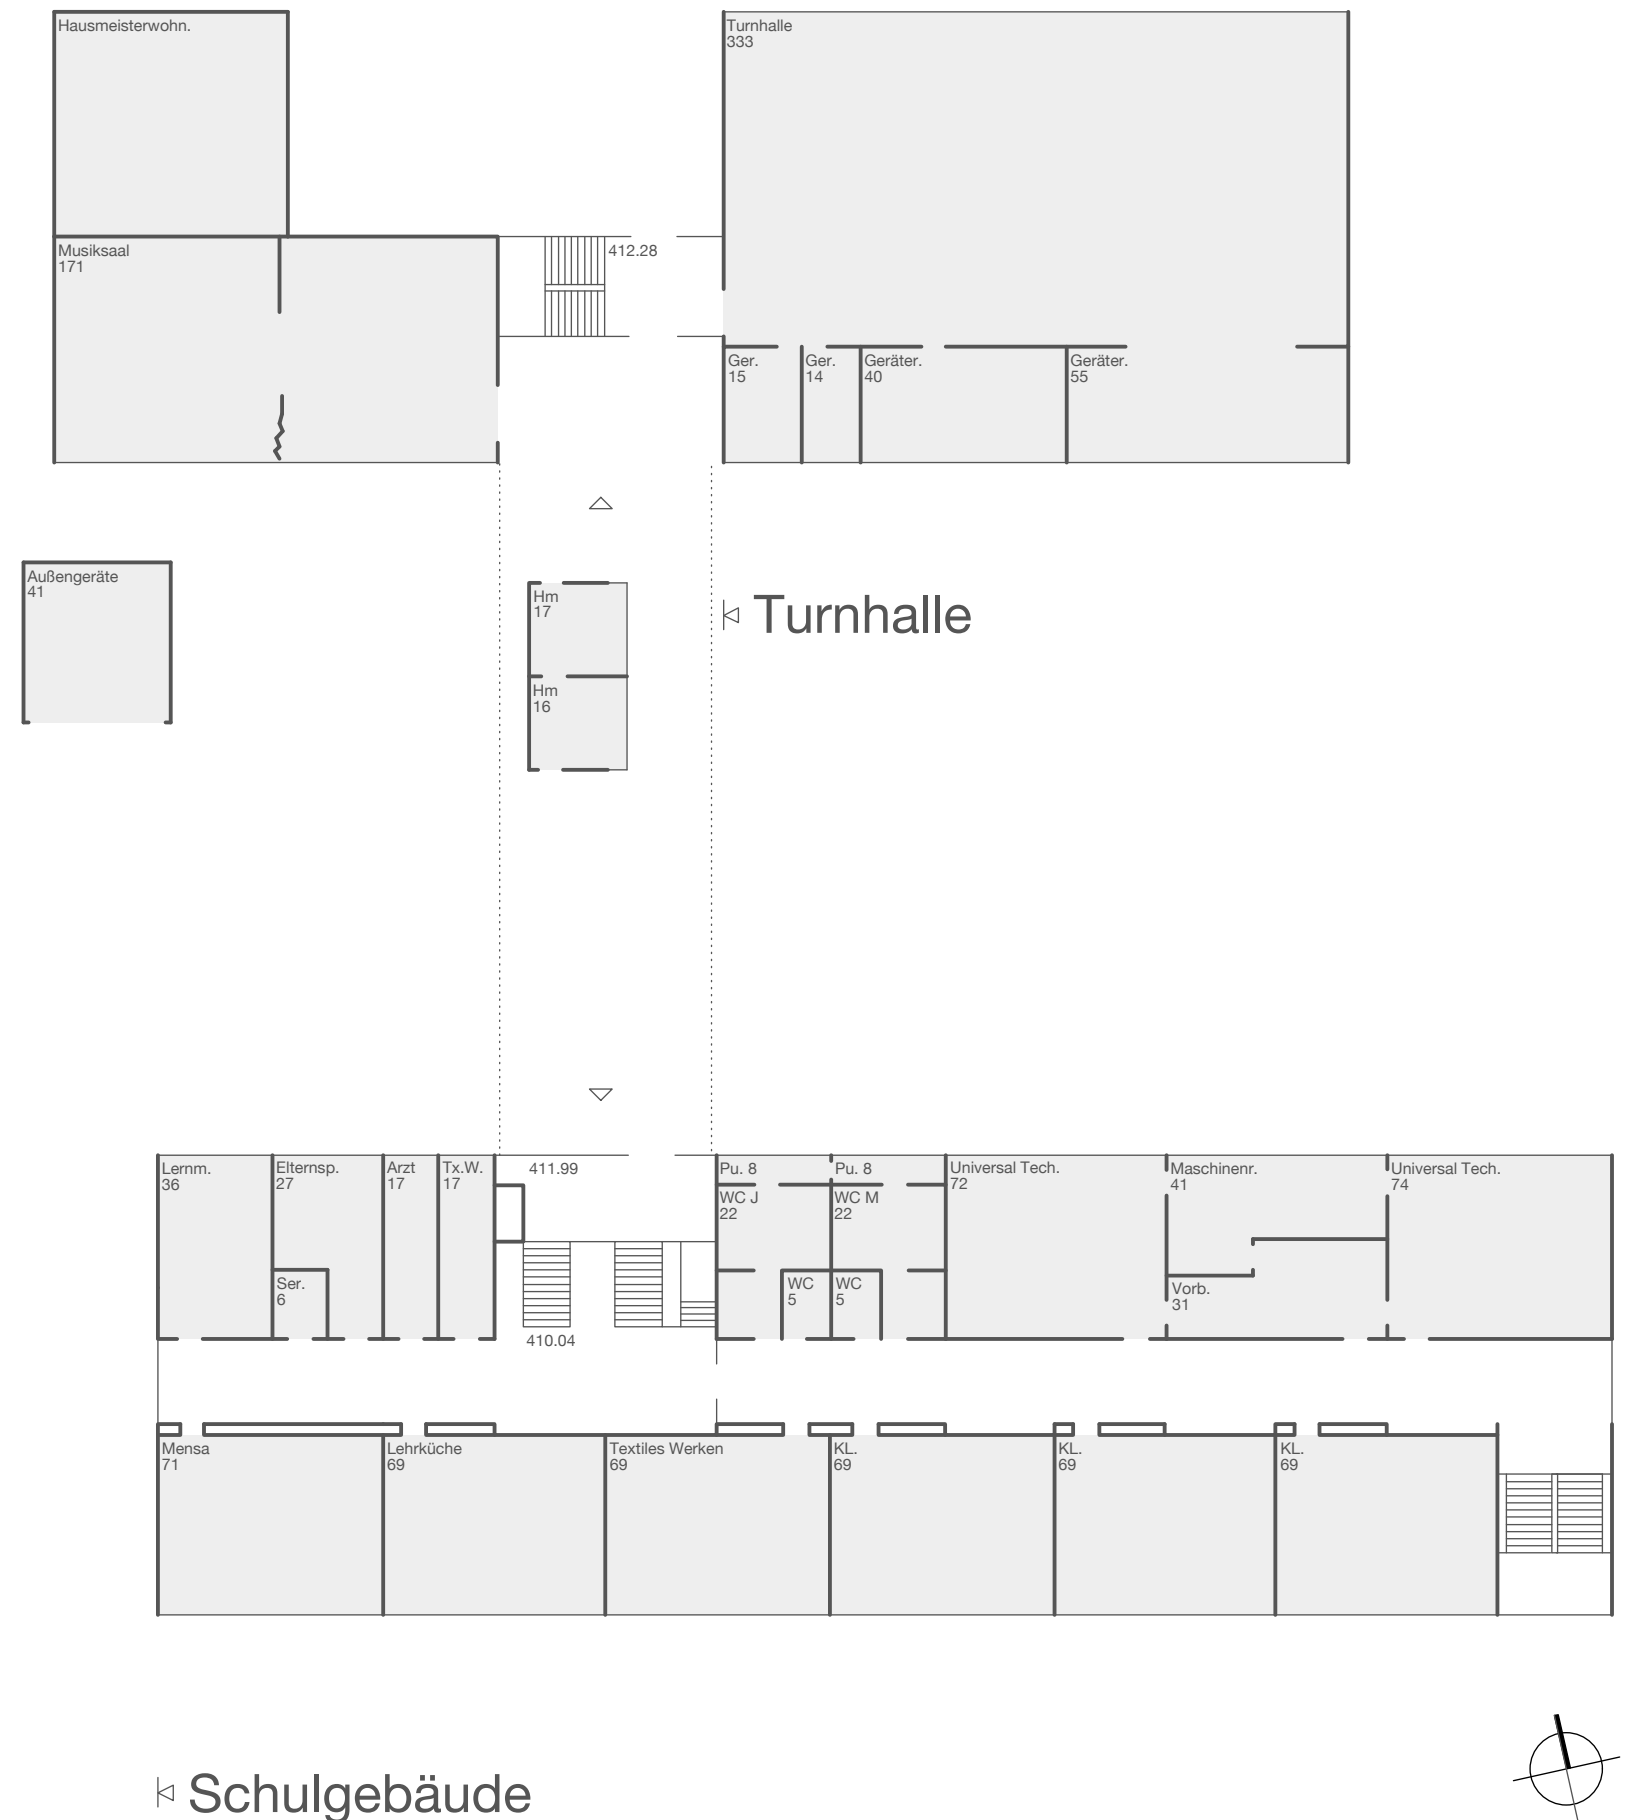 Hausmeisterwohn.
Turnhalle
333
Musiksaal
171
412.28
Ger.
15
Ger.
14
Geräter.
40
Geräter.
55
Außengeräte
41
Hm
17
Hm
16
Turnhalle
Lernm.
36
Elternsp.
27
Arzt
17
Tx.W.
17
411.99
Pu. 8
Pu. 8
WC J
22
WC M
22
Universal Tech.
72
Maschinenr.
41
Universal Tech.
74
Ser.
6
WC
5
WC
5
Vorb.
31
410.04
Mensa
71
Lehrküche
69
Textiles Werken
69
KL.
69
KL.
69
KL.
69
Schulgebäude